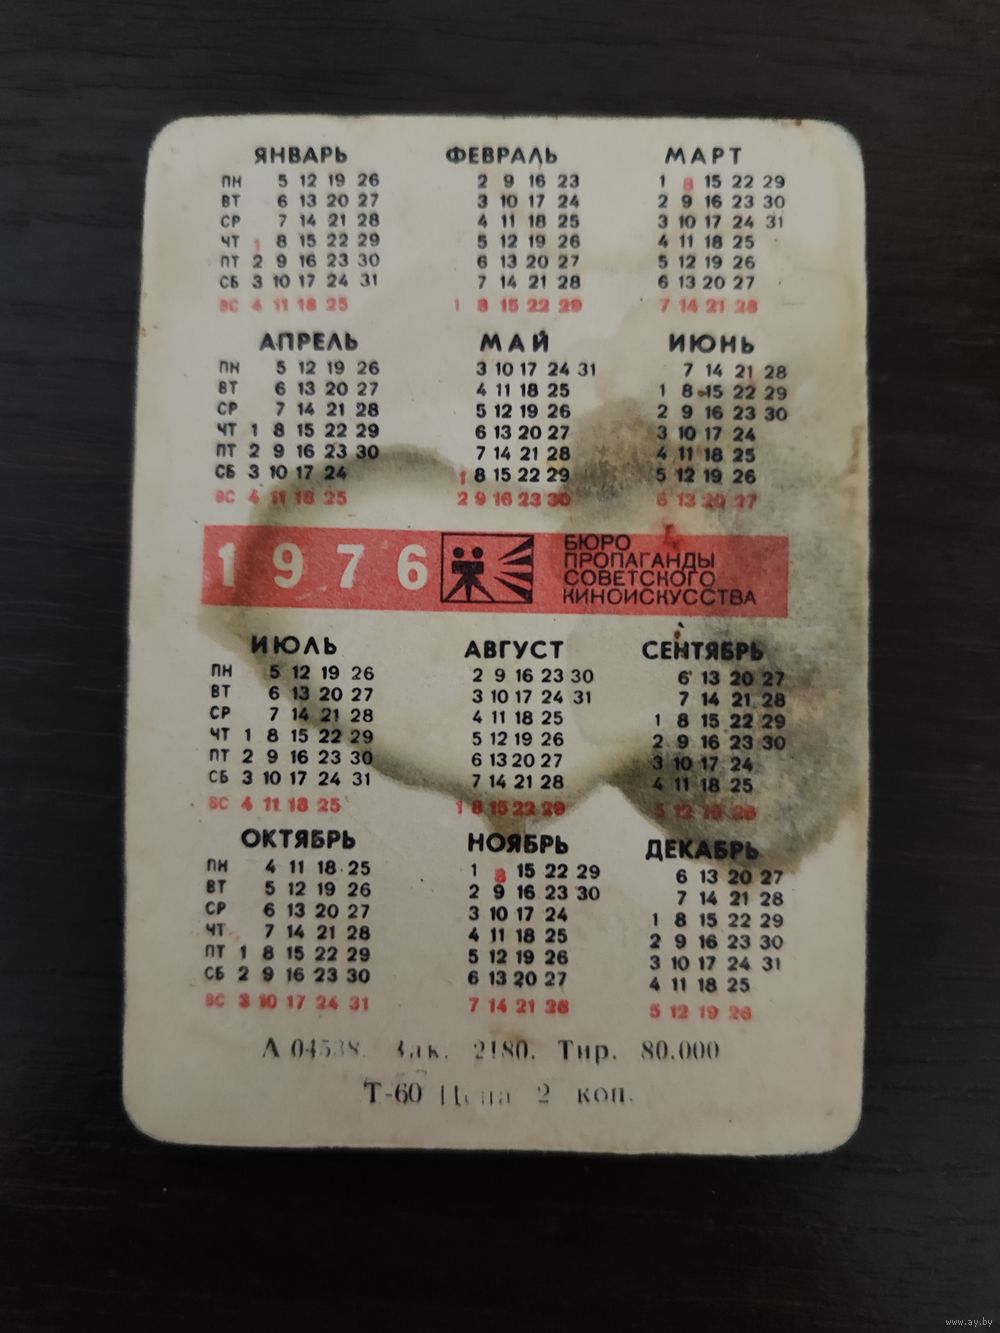 ЯНВАРЬ ФЕВРАЛЬ МАРТ
ПН 5 12 19 26 2 9 16 23 1 8 15 22 29
ВТ 6 13 20 27 3 10 17 24 2 9 16 23 30
СР 7 14 21 28 4 11 18 25 3 10 17 24 31
ЧТ 1 8 15 22 29 5 12 19 26 4 11 18 25
ПТ 2 9 16 23 30 6 13 20 27 5 12 19 26
СБ 3 10 17 24 31 7 14 21 28 6 13 20 27
ВС 4 11 18 25 1 8 15 22 29 7 14 21 28
АПРЕЛЬ МАЙ ИЮНЬ
ПН 5 12 19 26 3 10 17 24 31 7 14 21 28
ВТ 6 13 20 27 4 11 18 25 1 8 15 22 29
СР 7 14 21 28 5 12 19 26 2 9 16 23 30
ЧТ 1 8 15 22 29 6 13 20 27 3 10 17 24
ПТ 2 9 16 23 30 7 14 21 28 4 11 18 25
СБ 3 10 17 24 1 8 15 22 29 5 12 19 26
ВС 4 11 18 25 2 9 16 23 30 6 13 20 27
1976
БЮРО
ПРОПАГАНДЫ
СОВЕТСКОГО
КИНОИСКУССТВА
ИЮЛЬ АВГУСТ СЕНТЯБРЬ
ПН 5 12 19 26 2 9 16 23 30 6 13 20 27
ВТ 6 13 20 27 3 10 17 24 31 7 14 21 28
СР 7 14 21 28 4 11 18 25 1 8 15 22 29
ЧТ 1 8 15 22 29 5 12 19 26 2 9 16 23 30
ПТ 2 9 16 23 30 6 13 20 27 3 10 17 24
СБ 3 10 17 24 31 7 14 21 28 4 11 18 25
ВС 4 11 18 25 1 8 15 22 29 5 12 19 26
ОКТЯБРЬ НОЯБРЬ ДЕКАБРЬ
ПН 4 11 18 25 1 8 15 22 29 6 13 20 27
ВТ 5 12 19 26 2 9 16 23 30 7 14 21 28
СР 6 13 20 27 3 10 17 24 1 8 15 22 29
ЧТ 7 14 21 28 4 11 18 25 2 9 16 23 30
ПТ 1 8 15 22 29 5 12 19 26 3 10 17 24 31
СБ 2 9 16 23 30 6 13 20 27 4 11 18 25
ВС 3 10 17 24 31 7 14 21 28 5 12 19 26
А 04538. Зак. 2180. Тир. 80.000
Т-60 Цена 2 коп.
www.ay.by